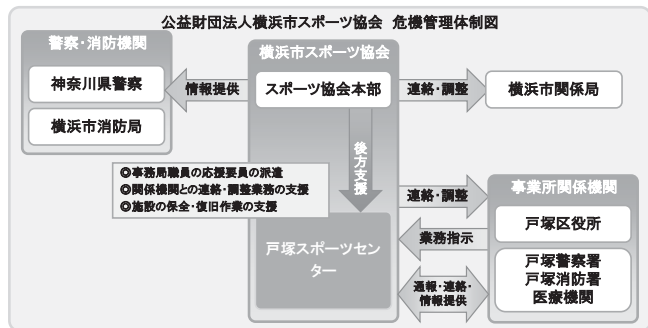 公益財団法人横浜市スポーツ協会 危機管理体制図
警察・消防機関
神奈川県警察
横浜市消防局
情報提供
横浜市スポーツ協会
スポーツ協会本部
連絡・調整
横浜市関係局
後方支援
◎事務局職員の応援要員の派遣
◎関係機関との連絡・調整業務の支援
◎施設の保全・復旧作業の支援
戸塚スポーツセン
ター
連絡・調整
業務指示
通報・連絡・
情報提供
事業所関係機関
戸塚区役所
戸塚警察署
戸塚消防署
医療機関